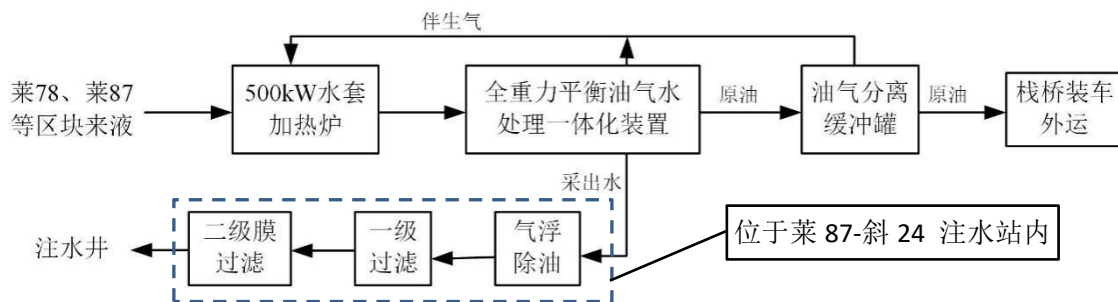 伴生气
莱78、莱87
等区块来液
500kW水套
加热炉
全重力平衡油气水
处理一体化装置
原油
油气分离
缓冲罐
原油
栈桥装车
外运
采出水
注水井
二级膜
过滤
一级
过滤
气浮
除油
位于莱 87-斜 24 注水站内